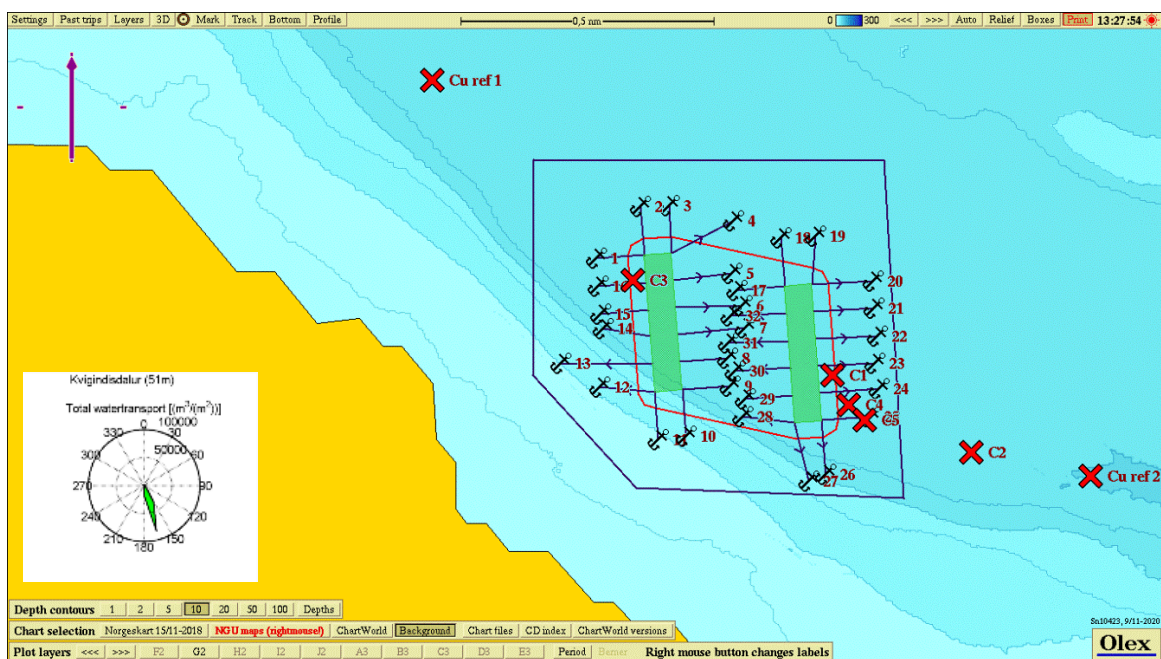 Settings Past trips Layers 3D Mark Track Bottom Profile 0,5 nm 0 300 <<< >>> Auto Relief Boxes Print 13:27:54
Cu ref 1
2 3
4
18 19
1
C3
5
20
16
17
6
21
15
32
14
7
22
31
8
13
30
23
C1
12
9
24
29
C4
28
25
C5
11
10
C2
26
27
Cu ref 2
Kvigindisdalur (51m)
Total watertransport [(m³/(m²))]
0
100000
330
30
50000
300
60
270
90
240
120
210
150
180
Depth contours 1 2 5 10 20 50 100 Depths
Sn10423, 9/11-2020
Chart selection Norgeskart 15/11-2018 NGU maps (rightmouse!) ChartWorld Background Chart files CD index ChartWorld versions
Olex
Plot layers <<< >>> F2 G2 H2 I2 J2 A3 B3 C3 D3 E3 Period Bemer Right mouse button changes labels